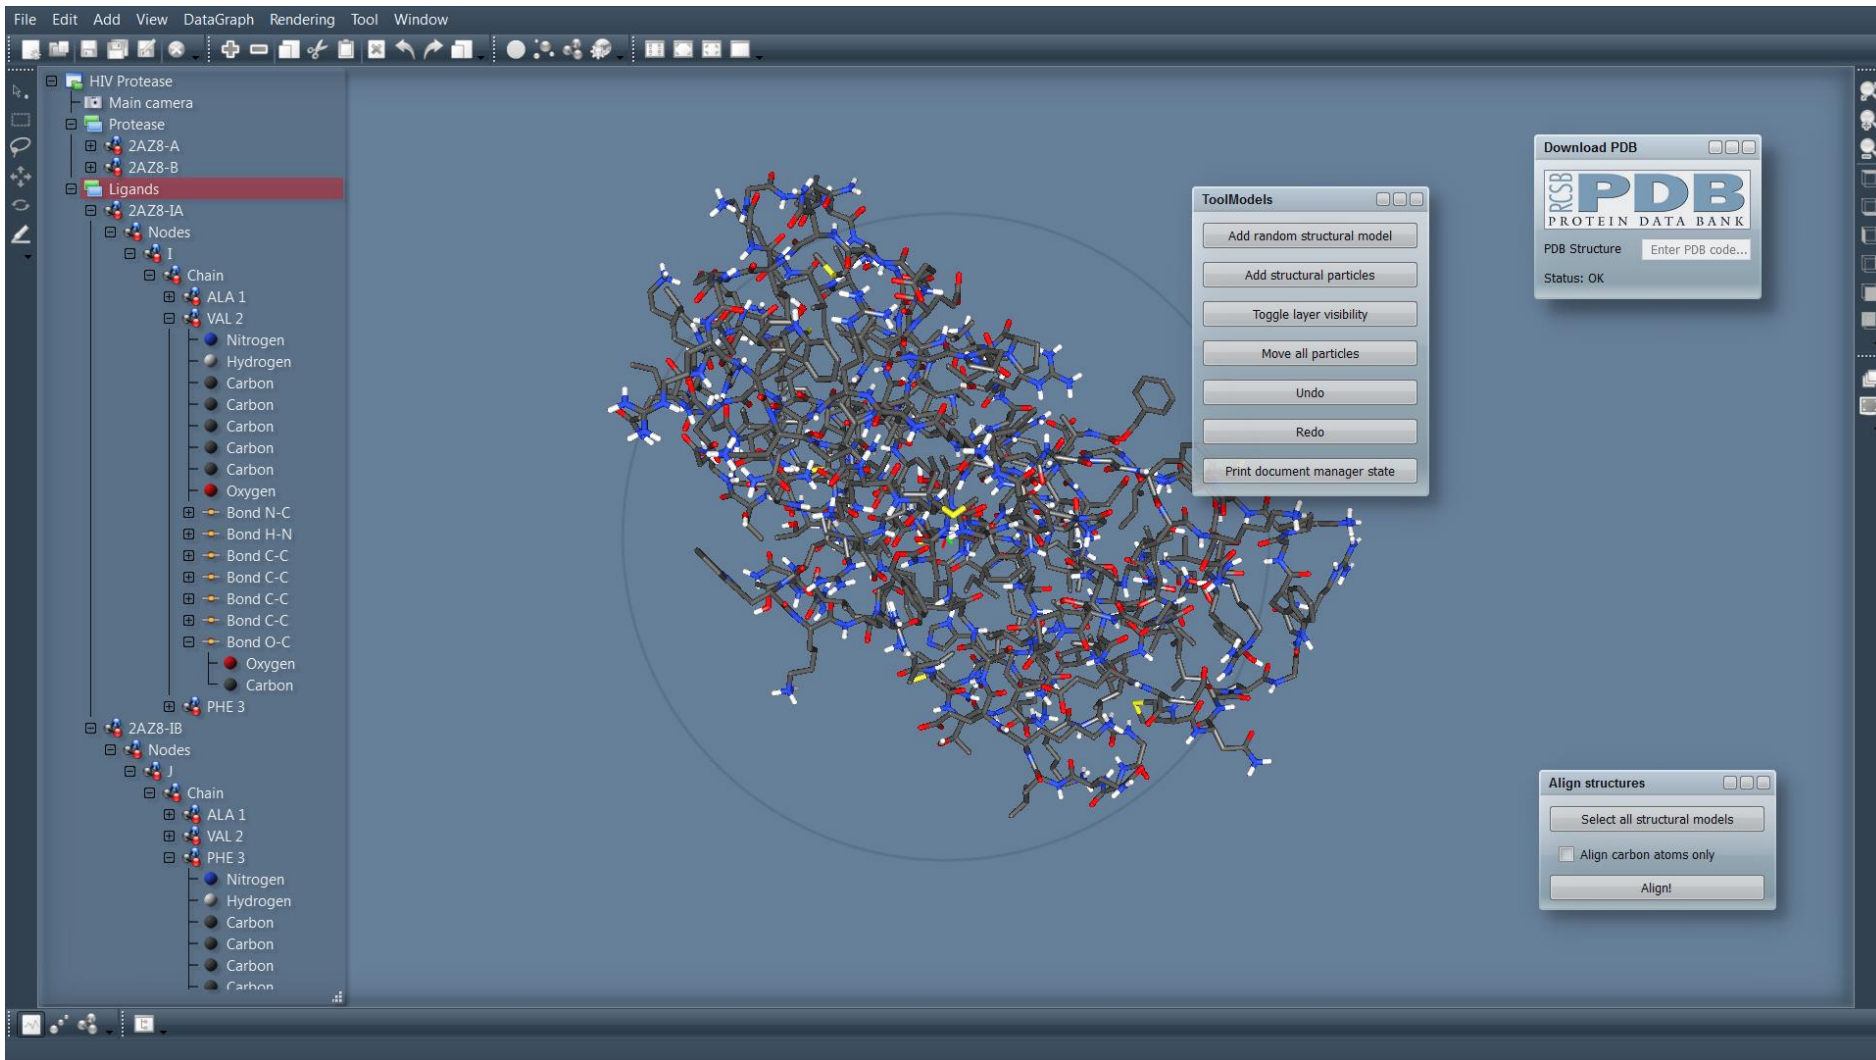 File Edit Add View DataGraph Rendering Tool Window
HIV Protease
Main camera
Protease
2AZ8-A
2AZ8-B
Ligands
2AZ8-IA
Nodes
I
Chain
ALA 1
VAL 2
Nitrogen
Hydrogen
Carbon
Carbon
Carbon
Carbon
Carbon
Oxygen
Bond N-C
Bond H-N
Bond C-C
Bond C-C
Bond C-C
Bond C-C
Bond O-C
Oxygen
Carbon
PHE 3
2AZ8-IB
Nodes
J
Chain
ALA 1
VAL 2
PHE 3
Nitrogen
Hydrogen
Carbon
Carbon
Carbon
Carbon
ToolModels
Add random structural model
Add structural particles
Toggle layer visibility
Move all particles
Undo
Redo
Print document manager state
Download PDB
RCSB
PDB
PROTEIN DATA BANK
PDB Structure Enter PDB code...
Status: OK
Align structures
Select all structural models
Align carbon atoms only
Align!